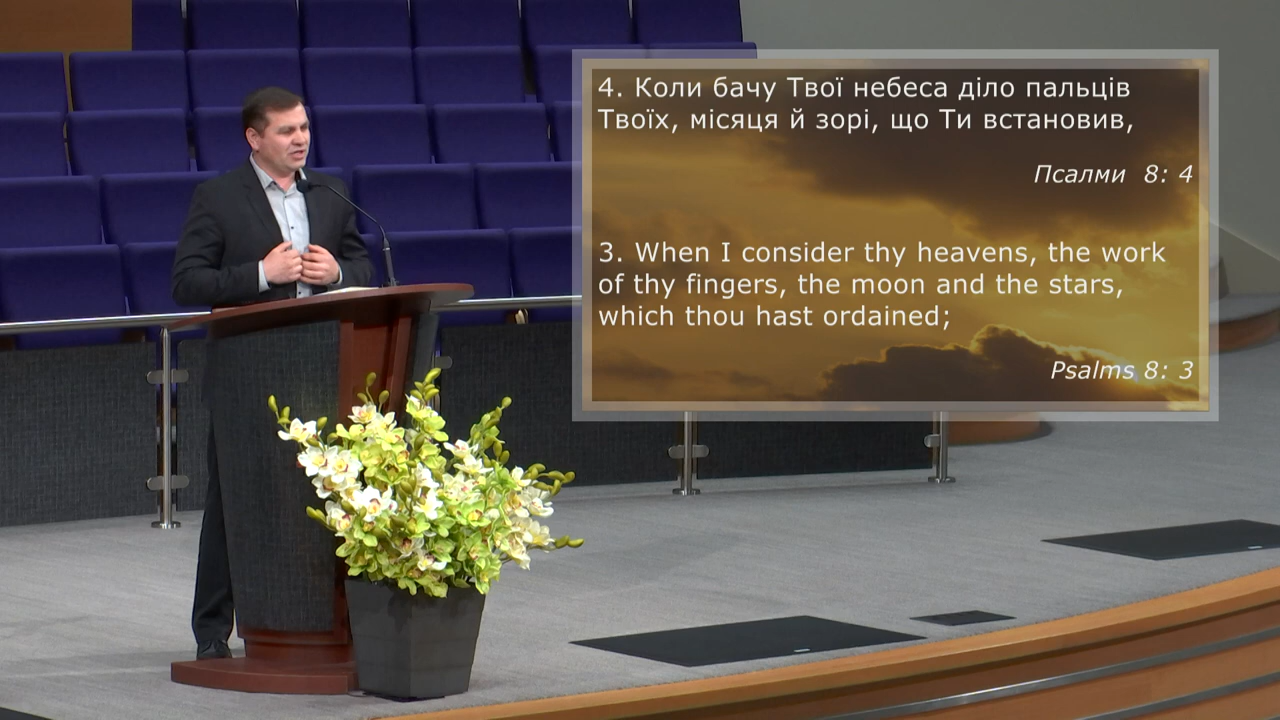 4. Коли бачу Твої небеса діло пальців
Твоїх, місяця й зорі, що Ти встановив,
Псалми 8: 4
3. When I consider thy heavens, the work
of thy fingers, the moon and the stars,
which thou hast ordained;
Psalms 8: 3